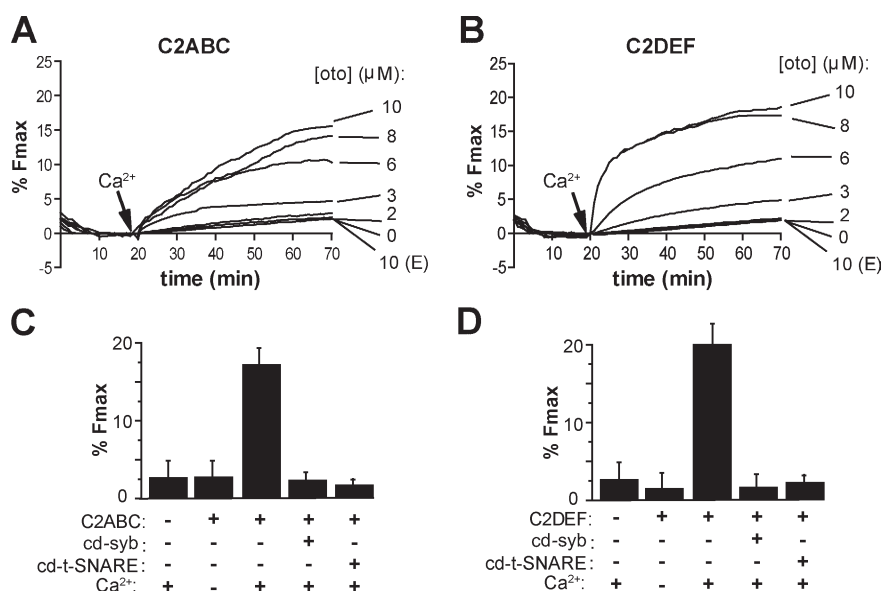 A
C2ABC
[oto] (µM):
% Fmax
25
20
15
10
5
0
-5
Ca²⁺
10 20 30 40 50 60 70
time (min)
10
8
6
3
2
0
10 (E)
B
C2DEF
[oto] (µM):
% Fmax
25
20
15
10
5
0
-5
Ca²⁺
10 20 30 40 50 60 70
time (min)
10
8
6
3
2
0
10 (E)
C
% Fmax
20
10
0
C2ABC: - + + + +
cd-syb : - - - + -
cd-t-SNARE : - - - - +
Ca²⁺: + - + + +
D
% Fmax
20
10
0
C2DEF: - + + + +
cd-syb : - - - + -
cd-t-SNARE: - - - - +
Ca²⁺: + - + + +